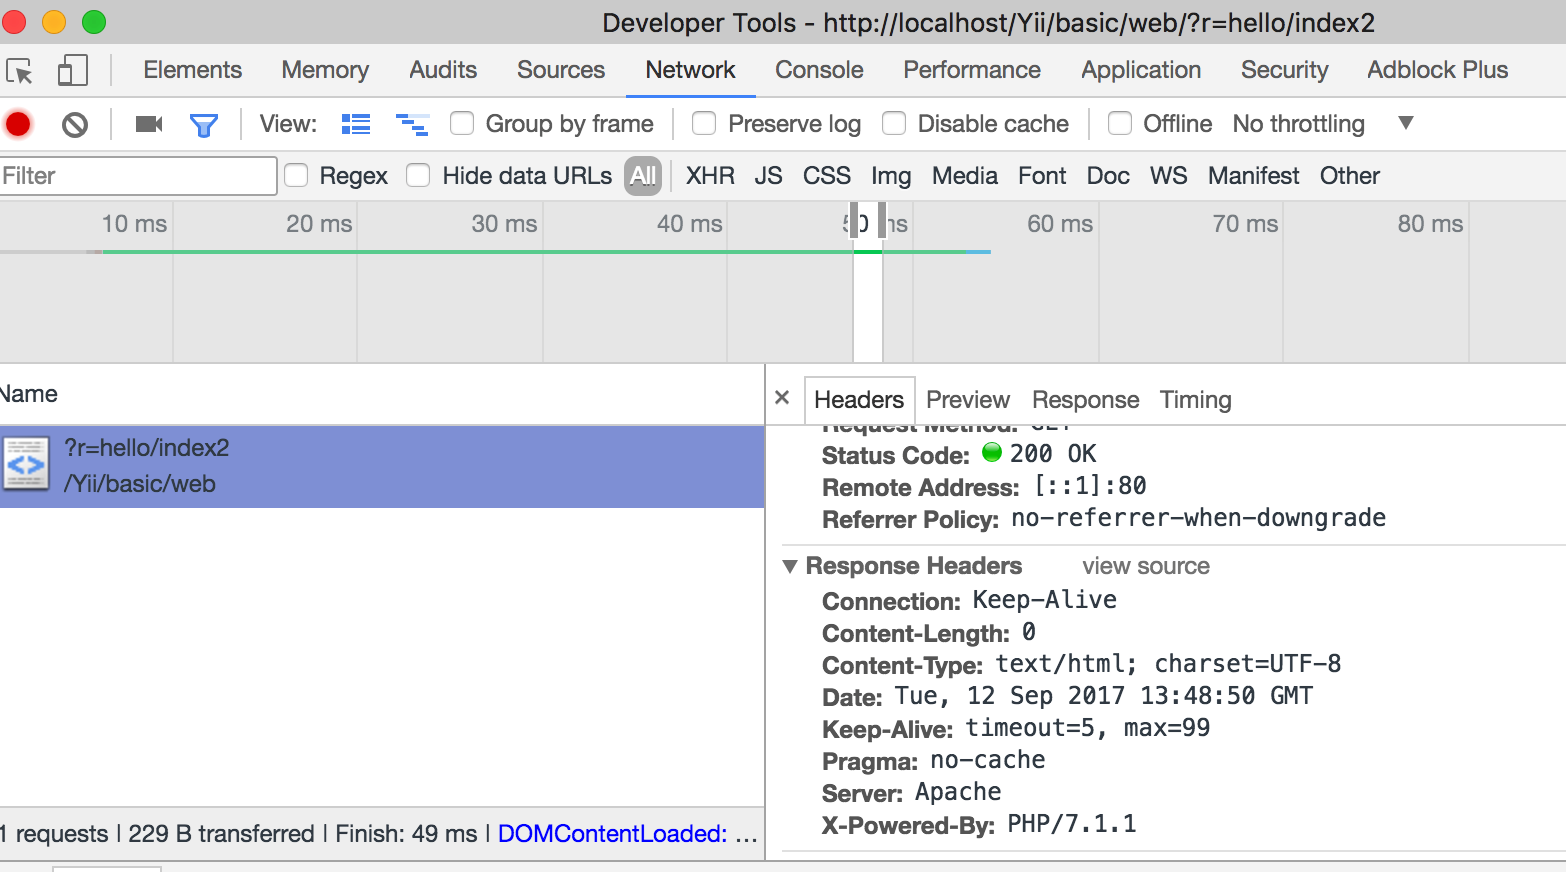 Developer Tools - http://localhost/Yii/basic/web/?r=hello/index2
Elements Memory Audits Sources Network Console Performance Application Security Adblock Plus
View: Group by frame Preserve log Disable cache Offline No throttling ▼
Filter Regex Hide data URLs All XHR JS CSS Img Media Font Doc WS Manifest Other
10 ms 20 ms 30 ms 40 ms 50 ms 60 ms 70 ms 80 ms
Name
?r=hello/index2
/Yii/basic/web
1 requests | 229 B transferred | Finish: 49 ms | DOMContentLoaded: ...
× Headers Preview Response Timing
Request Method: GET
Status Code: 200 OK
Remote Address: [::1]:80
Referrer Policy: no-referrer-when-downgrade
▼ Response Headers view source
Connection: Keep-Alive
Content-Length: 0
Content-Type: text/html; charset=UTF-8
Date: Tue, 12 Sep 2017 13:48:50 GMT
Keep-Alive: timeout=5, max=99
Pragma: no-cache
Server: Apache
X-Powered-By: PHP/7.1.1